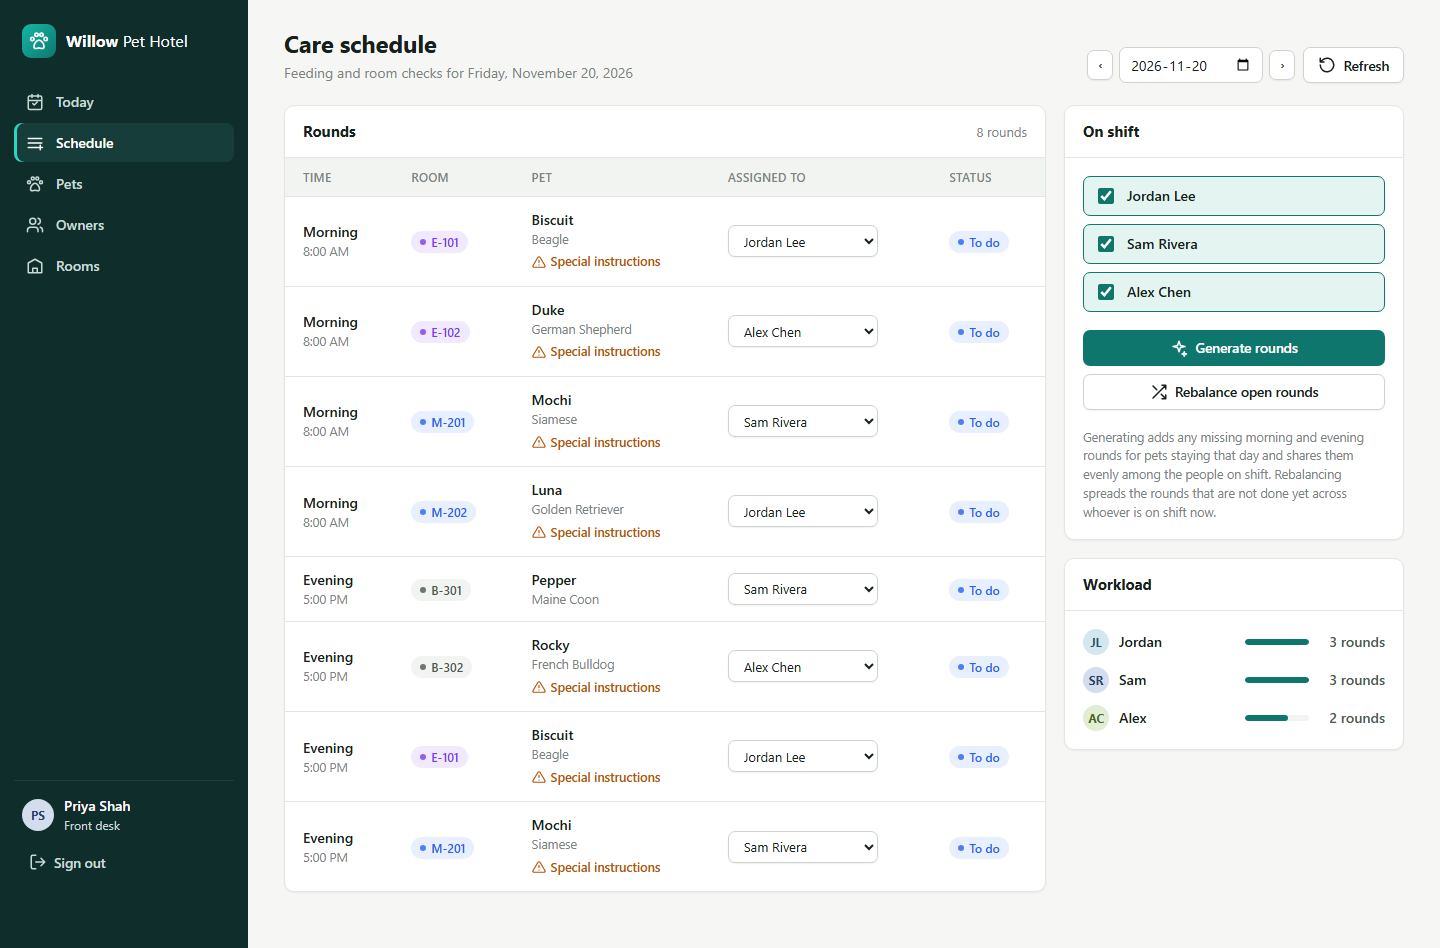 Willow Pet Hotel
Today
Schedule
Pets
Owners
Rooms
Priya Shah
PS
Front desk
Sign out
Care schedule
Feeding and room checks for Friday, November 20, 2026
‹
2026-11-20
›
Refresh
Rounds
8 rounds
TIME ROOM PET ASSIGNED TO STATUS
Morning
8:00 AM
E-101
Biscuit
Beagle
Special instructions
Jordan Lee
To do
Morning
8:00 AM
E-102
Duke
German Shepherd
Special instructions
Alex Chen
To do
Morning
8:00 AM
M-201
Mochi
Siamese
Special instructions
Sam Rivera
To do
Morning
8:00 AM
M-202
Luna
Golden Retriever
Special instructions
Jordan Lee
To do
Evening
5:00 PM
B-301
Pepper
Maine Coon
Sam Rivera
To do
Evening
5:00 PM
B-302
Rocky
French Bulldog
Special instructions
Alex Chen
To do
Evening
5:00 PM
E-101
Biscuit
Beagle
Special instructions
Jordan Lee
To do
Evening
5:00 PM
M-201
Mochi
Siamese
Special instructions
Sam Rivera
To do
On shift
Jordan Lee
Sam Rivera
Alex Chen
Generate rounds
Rebalance open rounds
Generating adds any missing morning and evening
rounds for pets staying that day and shares them
evenly among the people on shift. Rebalancing
spreads the rounds that are not done yet across
whoever is on shift now.
Workload
JL Jordan 3 rounds
SR Sam 3 rounds
AC Alex 2 rounds